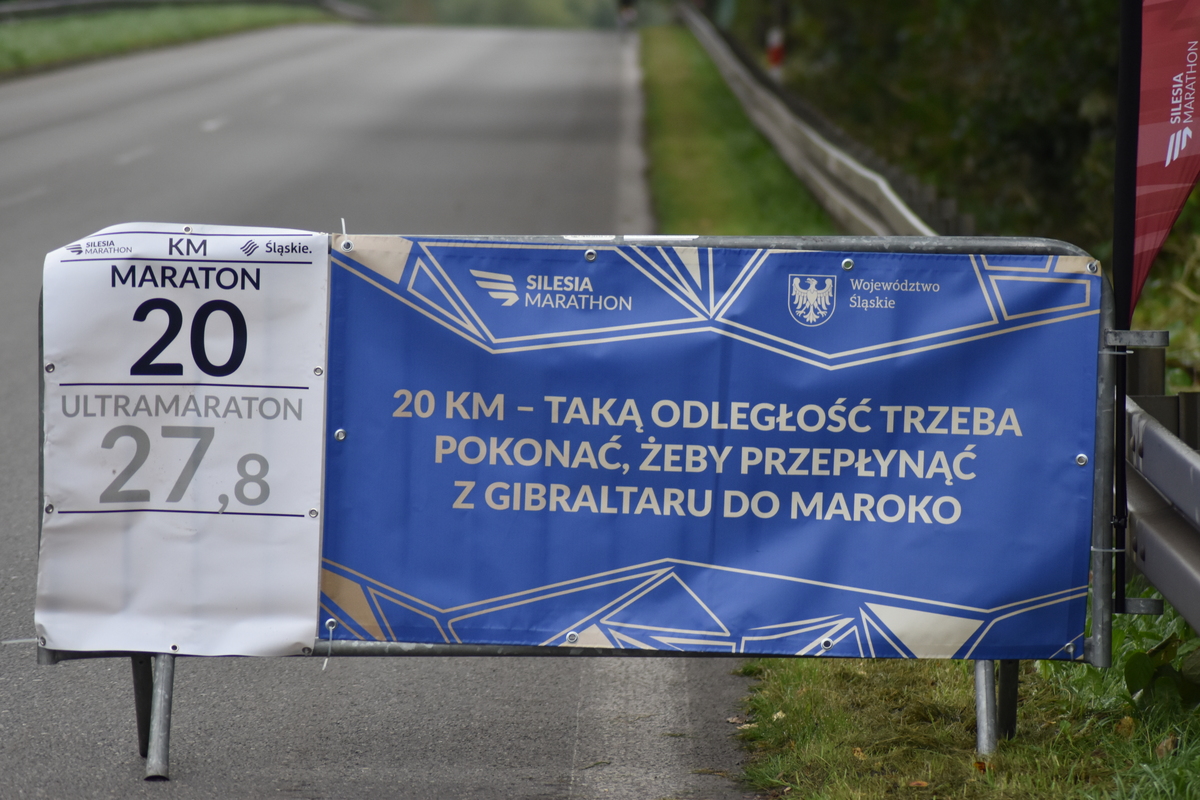 SILESIA
MARATHON
KM
Śląskie.
MARATON
20
ULTRAMARATON
27,8
SILESIA
MARATHON
Województwo
Śląskie
20 KM – TAKĄ ODLEGŁOŚĆ TRZEBA
POKONAĆ, ŻEBY PRZEPŁYNĄĆ
Z GIBRALTARU DO MAROKO
SILESIA
MARATHON